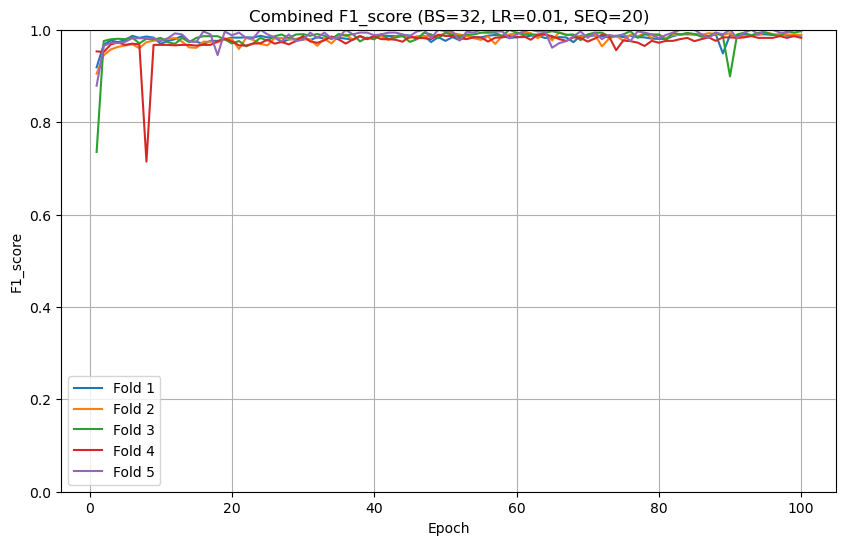 Combined F1_score (BS=32, LR=0.01, SEQ=20)
1.0
0.8
0.6
0.4
0.2
0.0
F1_score
Fold 1
Fold 2
Fold 3
Fold 4
Fold 5
0 20 40 60 80 100
Epoch